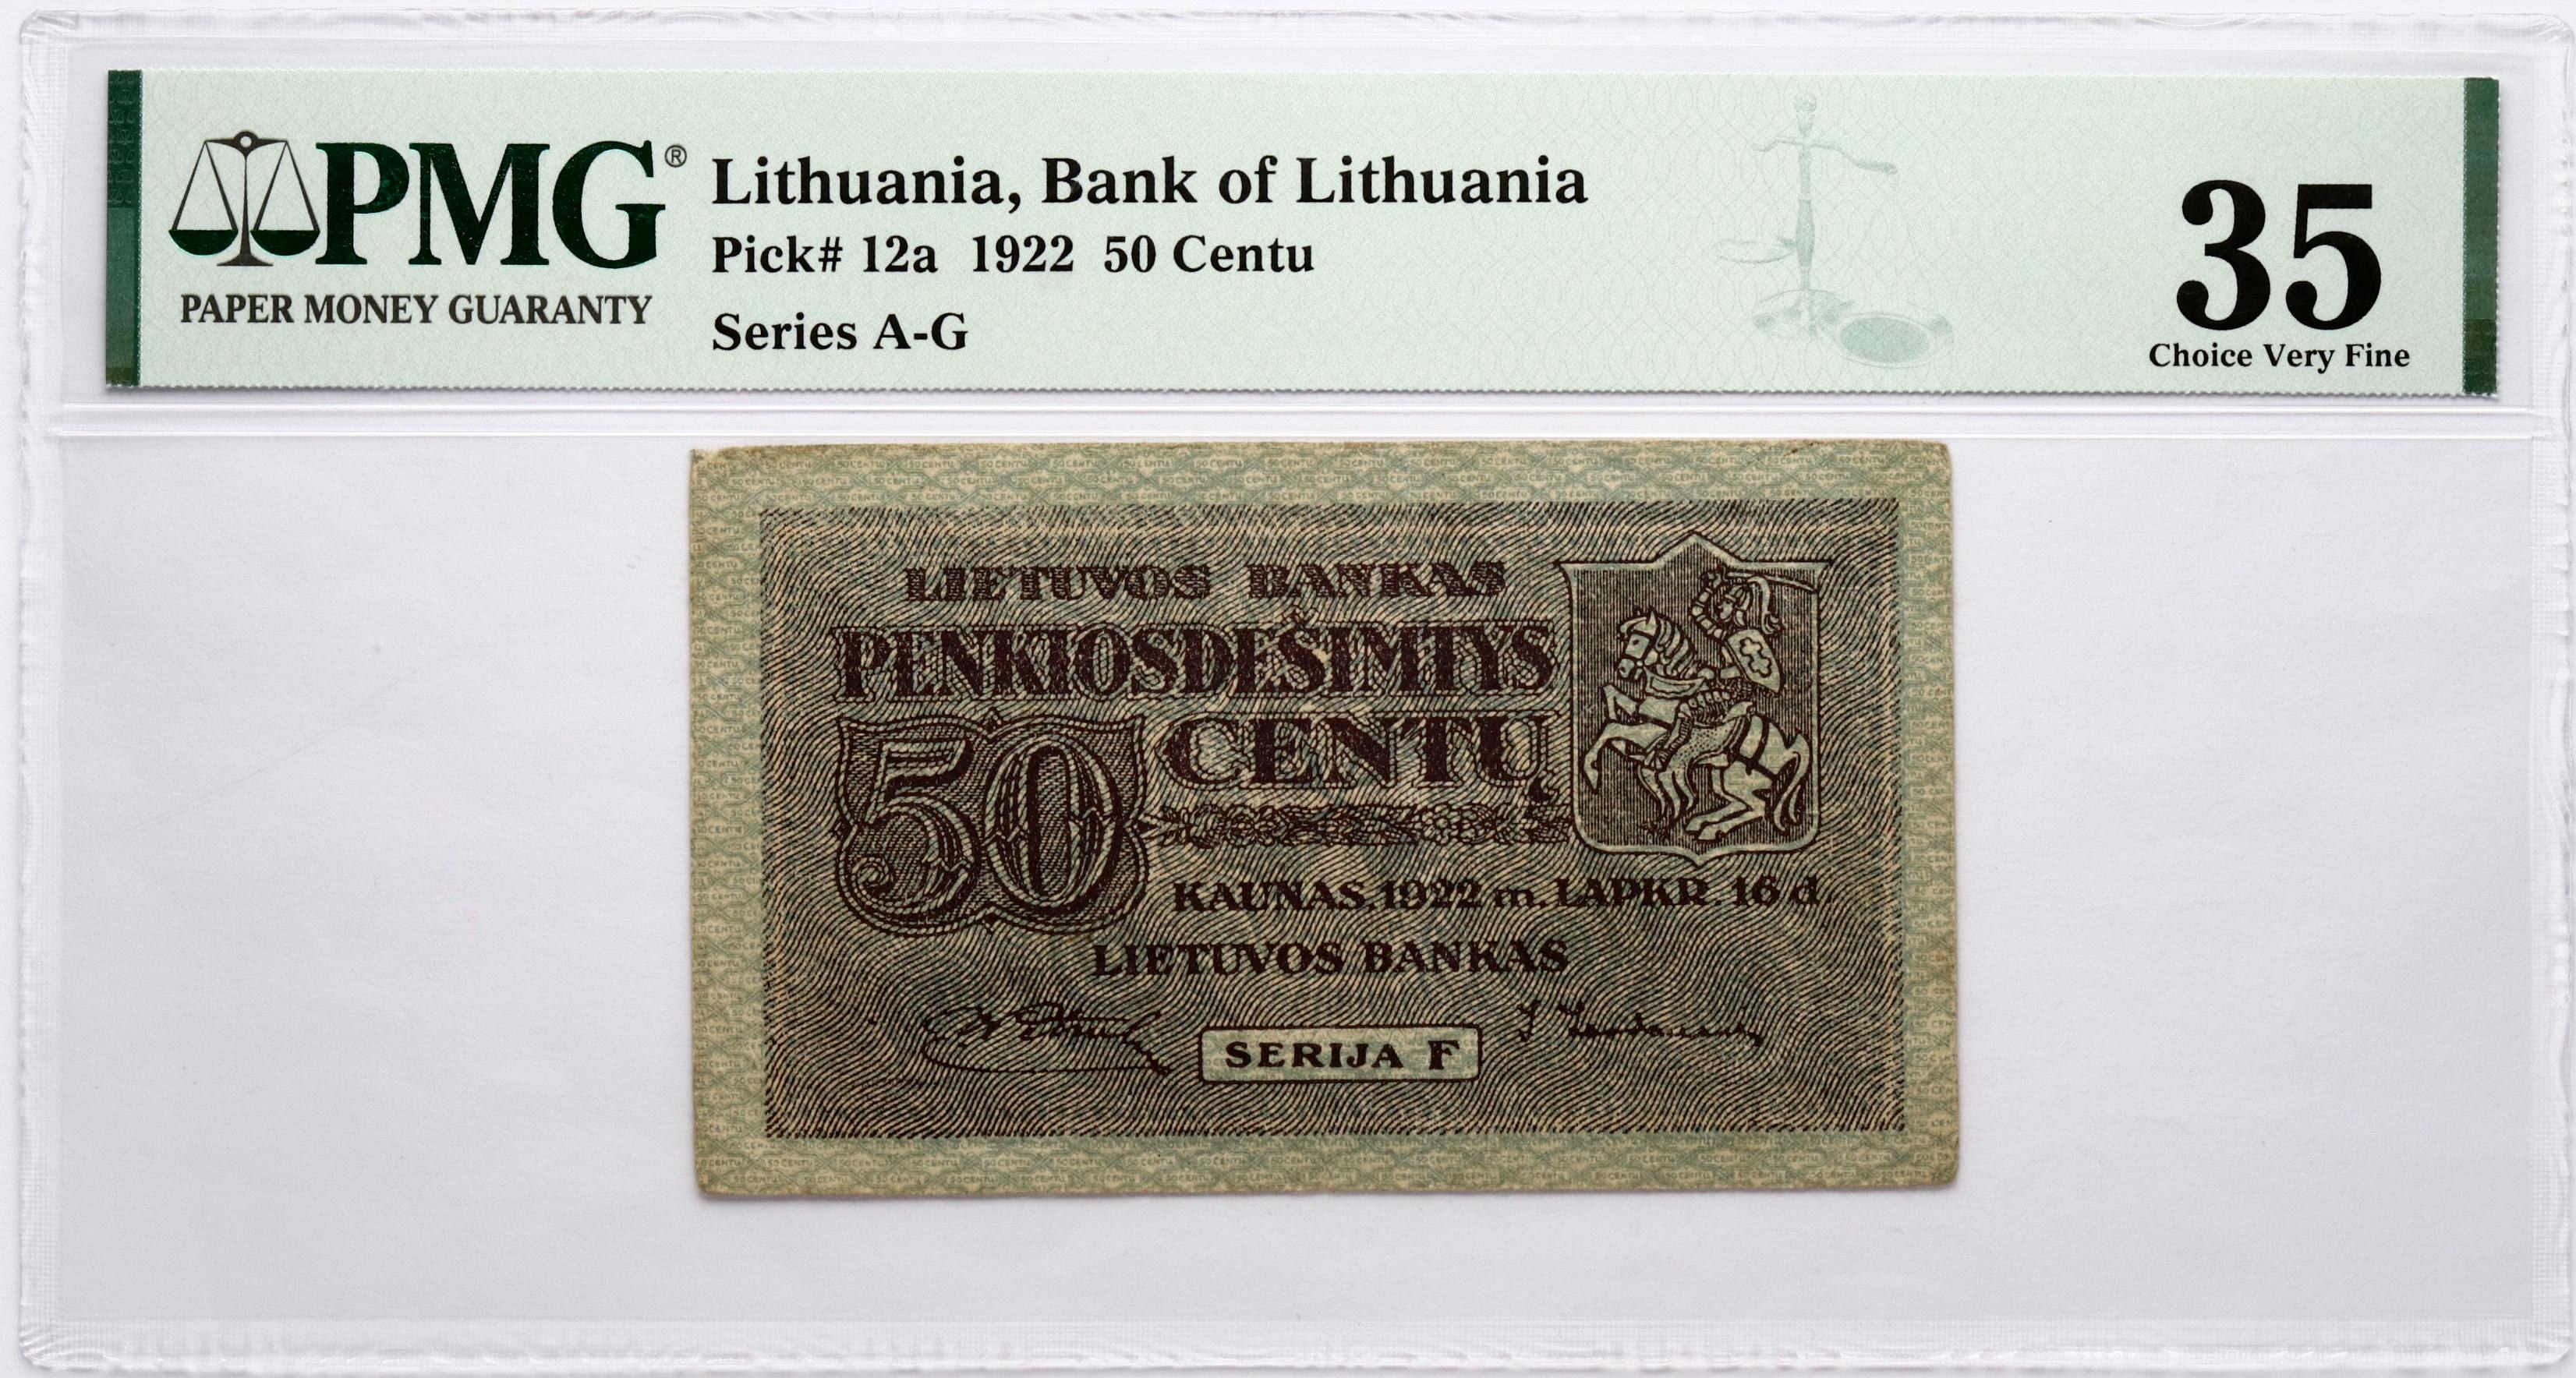 PMG®
PAPER MONEY GUARANTY
Lithuania, Bank of Lithuania
Pick# 12a 1922 50 Centu
Series A-G
35
Choice Very Fine
LIETUVOS BANKAS
PENKIOSDEŠIMTYS
50 CENTŲ
KAUNAS. 1922 m. LAPKR. 16 d.
LIETUVOS BANKAS
SERIJA F